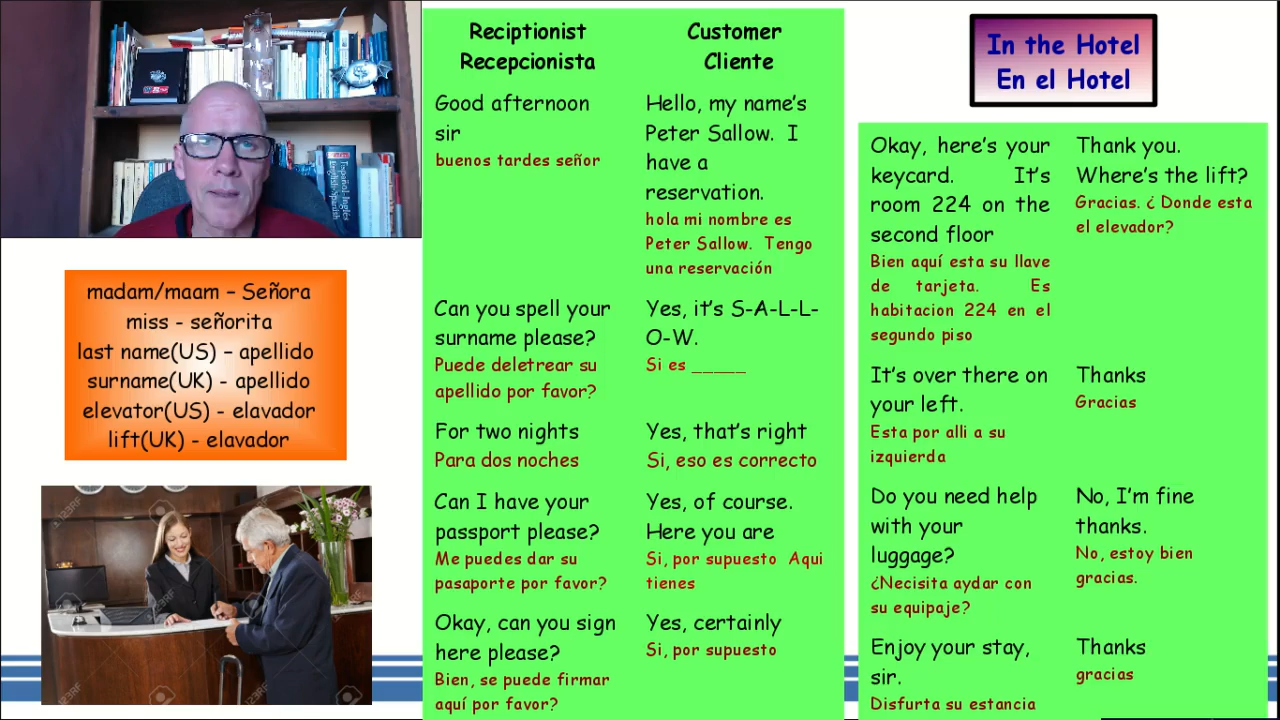 Reciptionist
Recepcionista
Customer
Cliente
Good afternoon
sir
buenos tardes señor
Hello, my name's
Peter Sallow. I
have a
reservation.
hola mi nombre es
Peter Sallow. Tengo
una reservación
Can you spell your
surname please?
Puede deletrear su
apellido por favor?
Yes, it's S-A-L-L-
O-W.
Si es _____
For two nights
Para dos noches
Yes, that's right
Si, eso es correcto
Can I have your
passport please?
Me puedes dar su
pasaporte por favor?
Yes, of course.
Here you are
Si, por supuesto Aqui
tienes
Okay, can you sign
here please?
Bien, se puede firmar
aquí por favor?
Yes, certainly
Si, por supuesto
In the Hotel
En el Hotel
Okay, here's your
keycard. It's
room 224 on the
second floor
Bien aquí esta su llave
de tarjeta. Es
habitacion 224 en el
segundo piso
Thank you.
Where's the lift?
Gracias. ¿ Donde esta
el elevador?
It's over there on
your left.
Esta por alli a su
izquierda
Thanks
Gracias
Do you need help
with your
luggage?
¿Necisita aydar con
su equipaje?
No, I'm fine
thanks.
No, estoy bien
gracias.
Enjoy your stay,
sir.
Disfurta su estancia
Thanks
gracias
madam/maam – Señora
miss - señorita
last name(US) – apellido
surname(UK) - apellido
elevator(US) - elavador
lift(UK) - elavador
Español-Inglés
English-Spanish
123RF
123RF
123RF
123RF